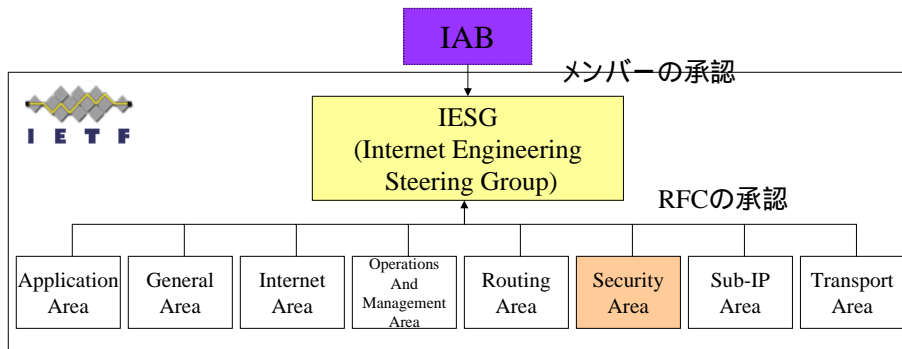 IAB
メンバーの承認
IETF
IESG
(Internet Engineering
Steering Group)
RFCの承認
Application
Area
General
Area
Internet
Area
Operations
And
Management
Area
Routing
Area
Security
Area
Sub-IP
Area
Transport
Area